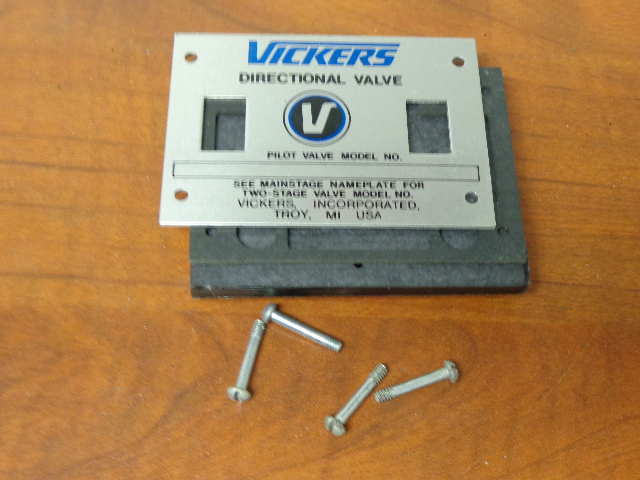 VICKERS
DIRECTIONAL VALVE
V
PILOT VALVE MODEL NO.
SEE MAINSTAGE NAMEPLATE FOR
TWO-STAGE VALVE MODEL NO.
VICKERS, INCORPORATED,
TROY, MI USA